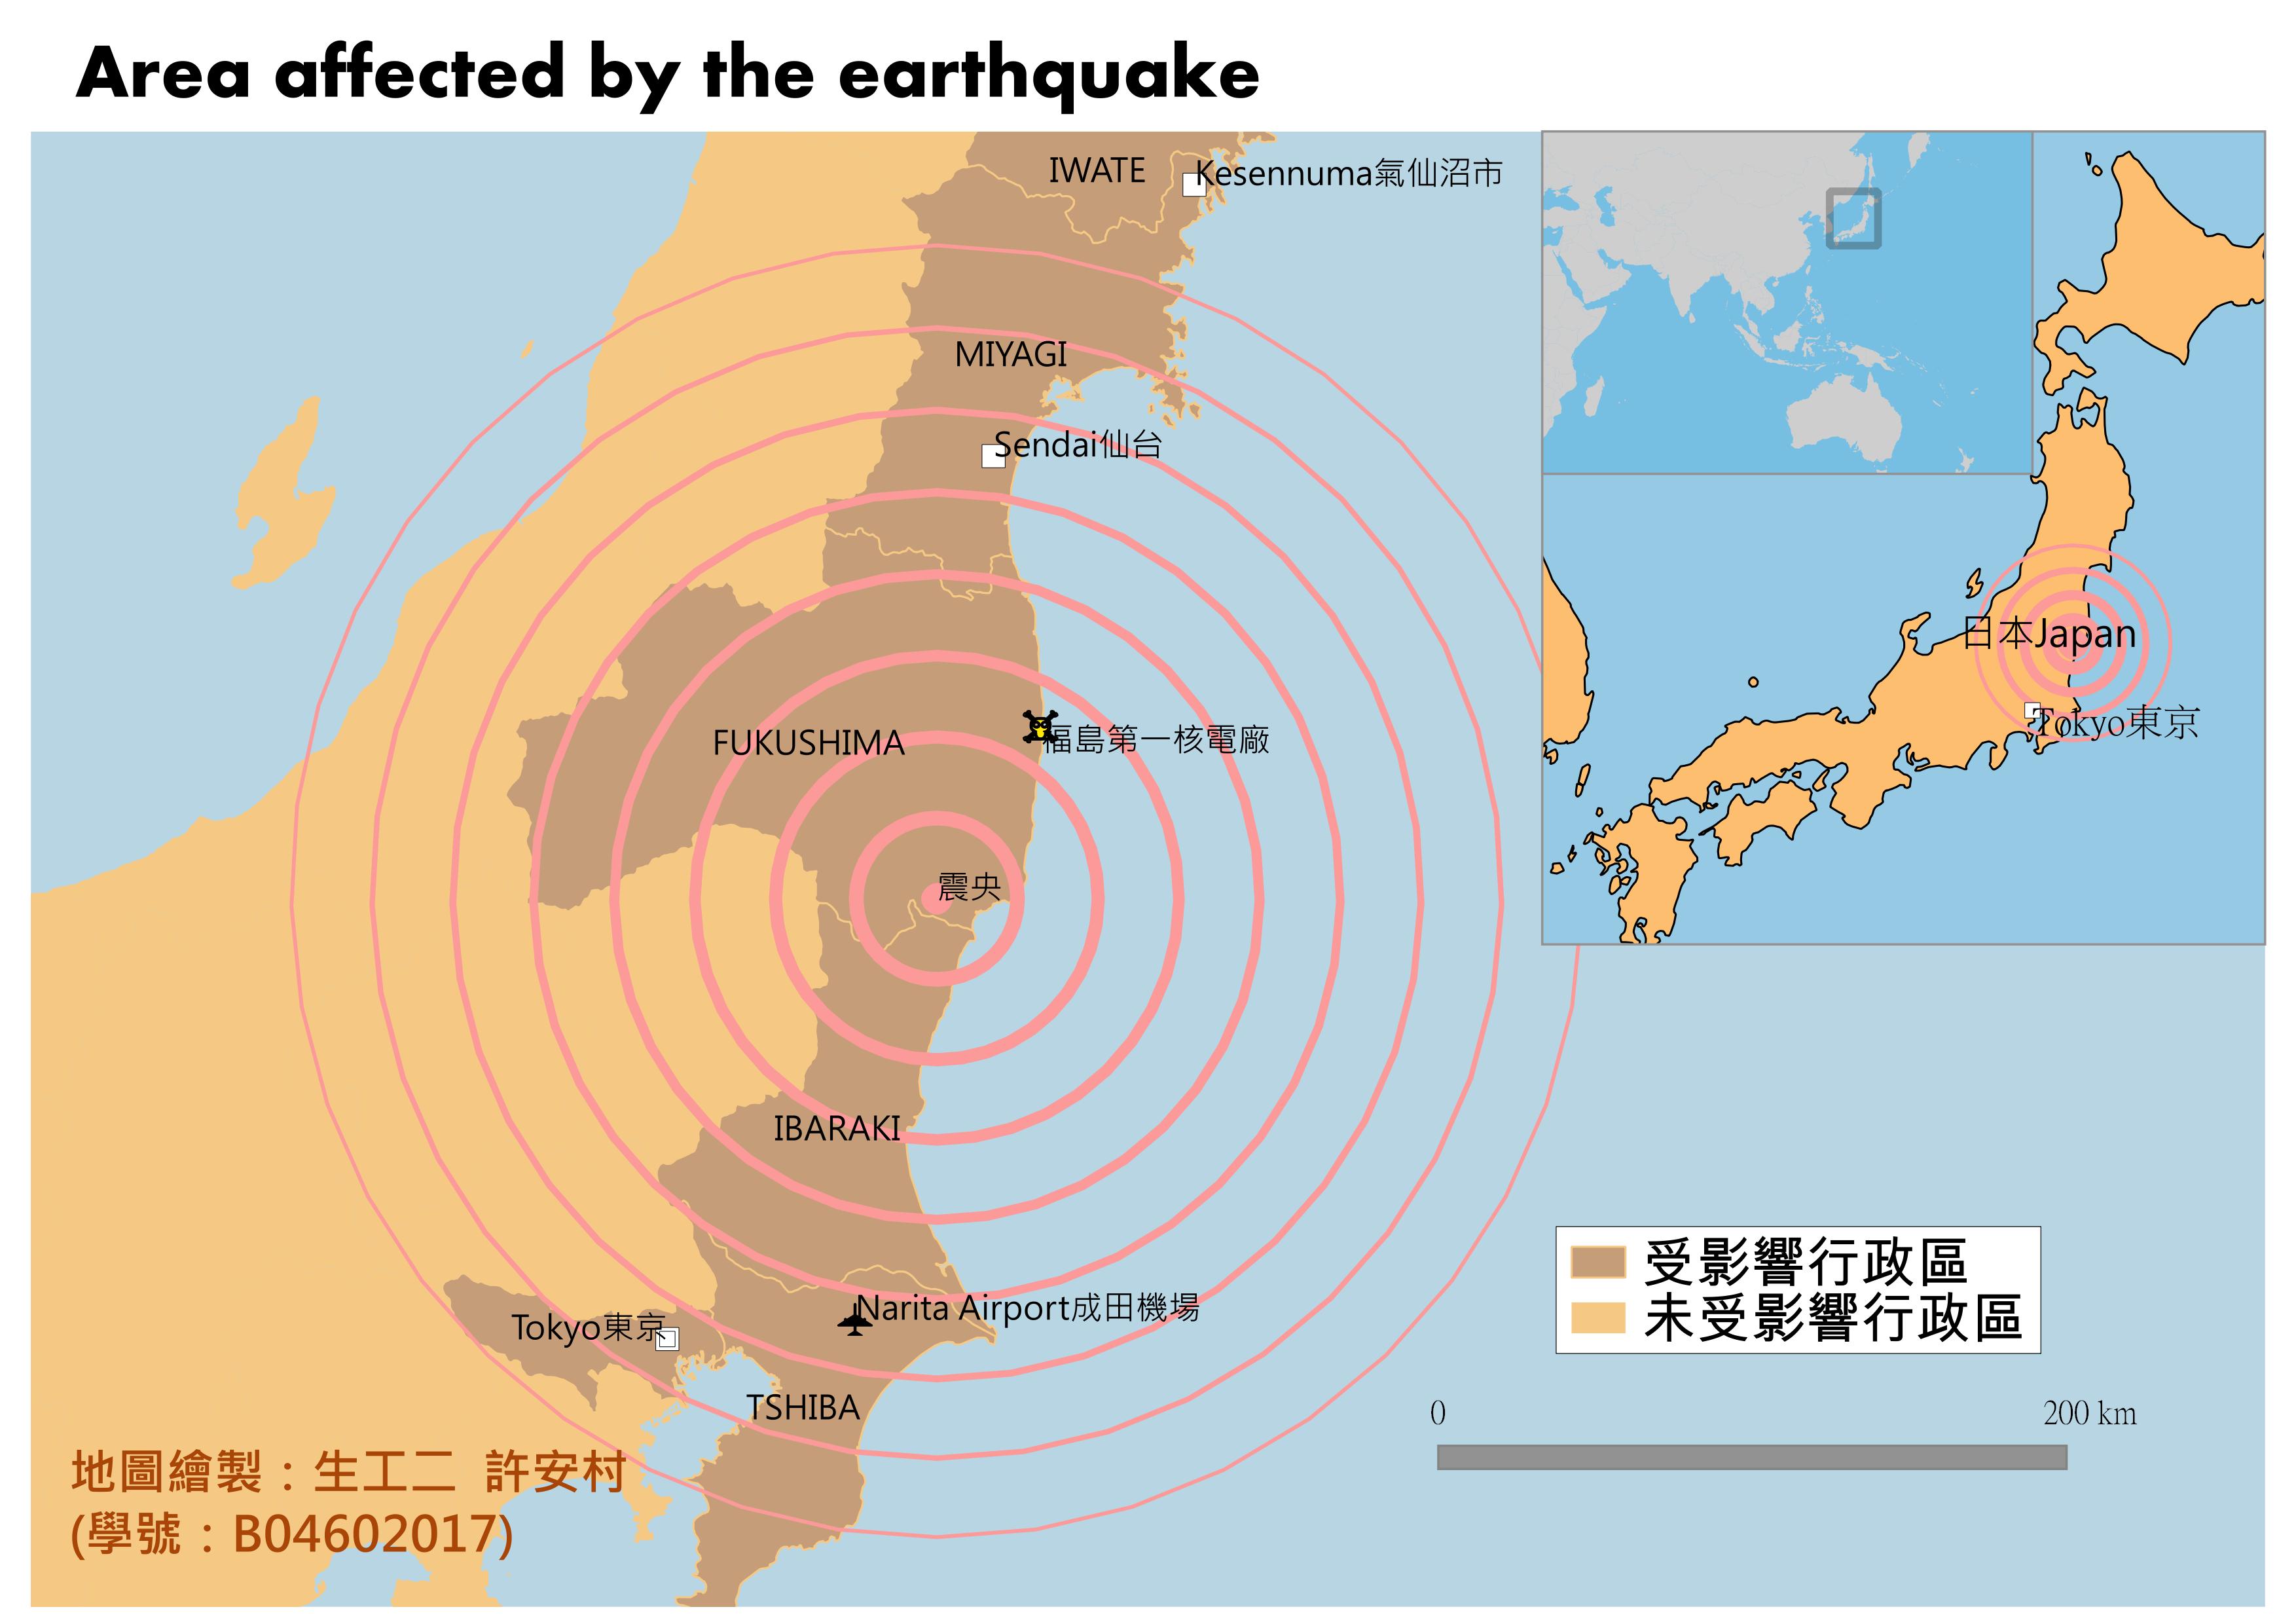 Area affected by the earthquake
IWATE
Kesennuma氣仙沼市
MIYAGI
Sendai仙台
FUKUSHIMA
福島第一核電廠
震央
IBARAKI
Narita Airport成田機場
Tokyo東京
TSHIBA
日本Japan
Tokyo東京
受影響行政區
未受影響行政區
0
200 km
地圖繪製：生工二 許安村
(學號：B04602017)